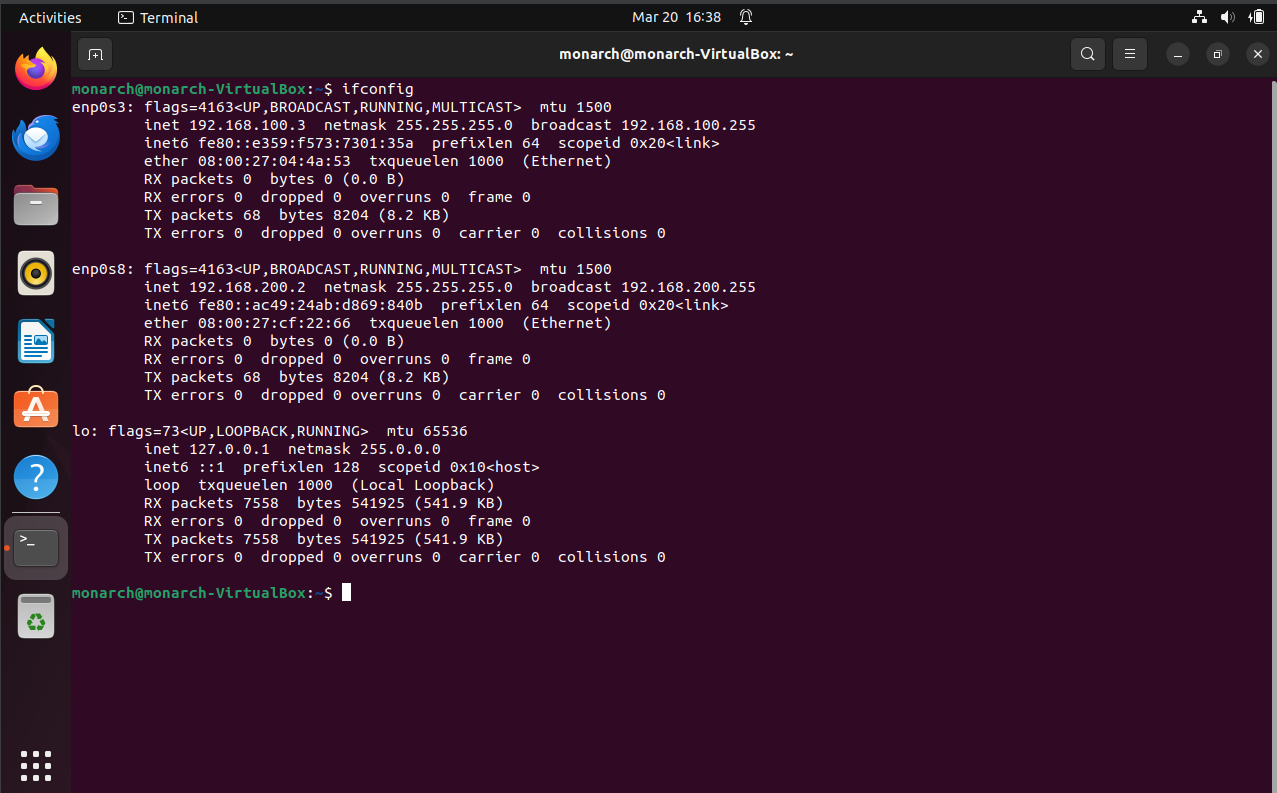 Activities
Terminal
Mar 20 16:38
monarch@monarch-VirtualBox: ~
monarch@monarch-VirtualBox:~$ ifconfig
enp0s3: flags=4163<UP,BROADCAST,RUNNING,MULTICAST>  mtu 1500
        inet 192.168.100.3  netmask 255.255.255.0  broadcast 192.168.100.255
        inet6 fe80::e359:f573:7301:35a  prefixlen 64  scopeid 0x20<link>
        ether 08:00:27:04:4a:53  txqueuelen 1000  (Ethernet)
        RX packets 0  bytes 0 (0.0 B)
        RX errors 0  dropped 0  overruns 0  frame 0
        TX packets 68  bytes 8204 (8.2 KB)
        TX errors 0  dropped 0 overruns 0  carrier 0  collisions 0

enp0s8: flags=4163<UP,BROADCAST,RUNNING,MULTICAST>  mtu 1500
        inet 192.168.200.2  netmask 255.255.255.0  broadcast 192.168.200.255
        inet6 fe80::ac49:24ab:d869:840b  prefixlen 64  scopeid 0x20<link>
        ether 08:00:27:cf:22:66  txqueuelen 1000  (Ethernet)
        RX packets 0  bytes 0 (0.0 B)
        RX errors 0  dropped 0  overruns 0  frame 0
        TX packets 68  bytes 8204 (8.2 KB)
        TX errors 0  dropped 0 overruns 0  carrier 0  collisions 0

lo: flags=73<UP,LOOPBACK,RUNNING>  mtu 65536
        inet 127.0.0.1  netmask 255.0.0.0
        inet6 ::1  prefixlen 128  scopeid 0x10<host>
        loop  txqueuelen 1000  (Local Loopback)
        RX packets 7558  bytes 541925 (541.9 KB)
        RX errors 0  dropped 0  overruns 0  frame 0
        TX packets 7558  bytes 541925 (541.9 KB)
        TX errors 0  dropped 0 overruns 0  carrier 0  collisions 0

monarch@monarch-VirtualBox:~$